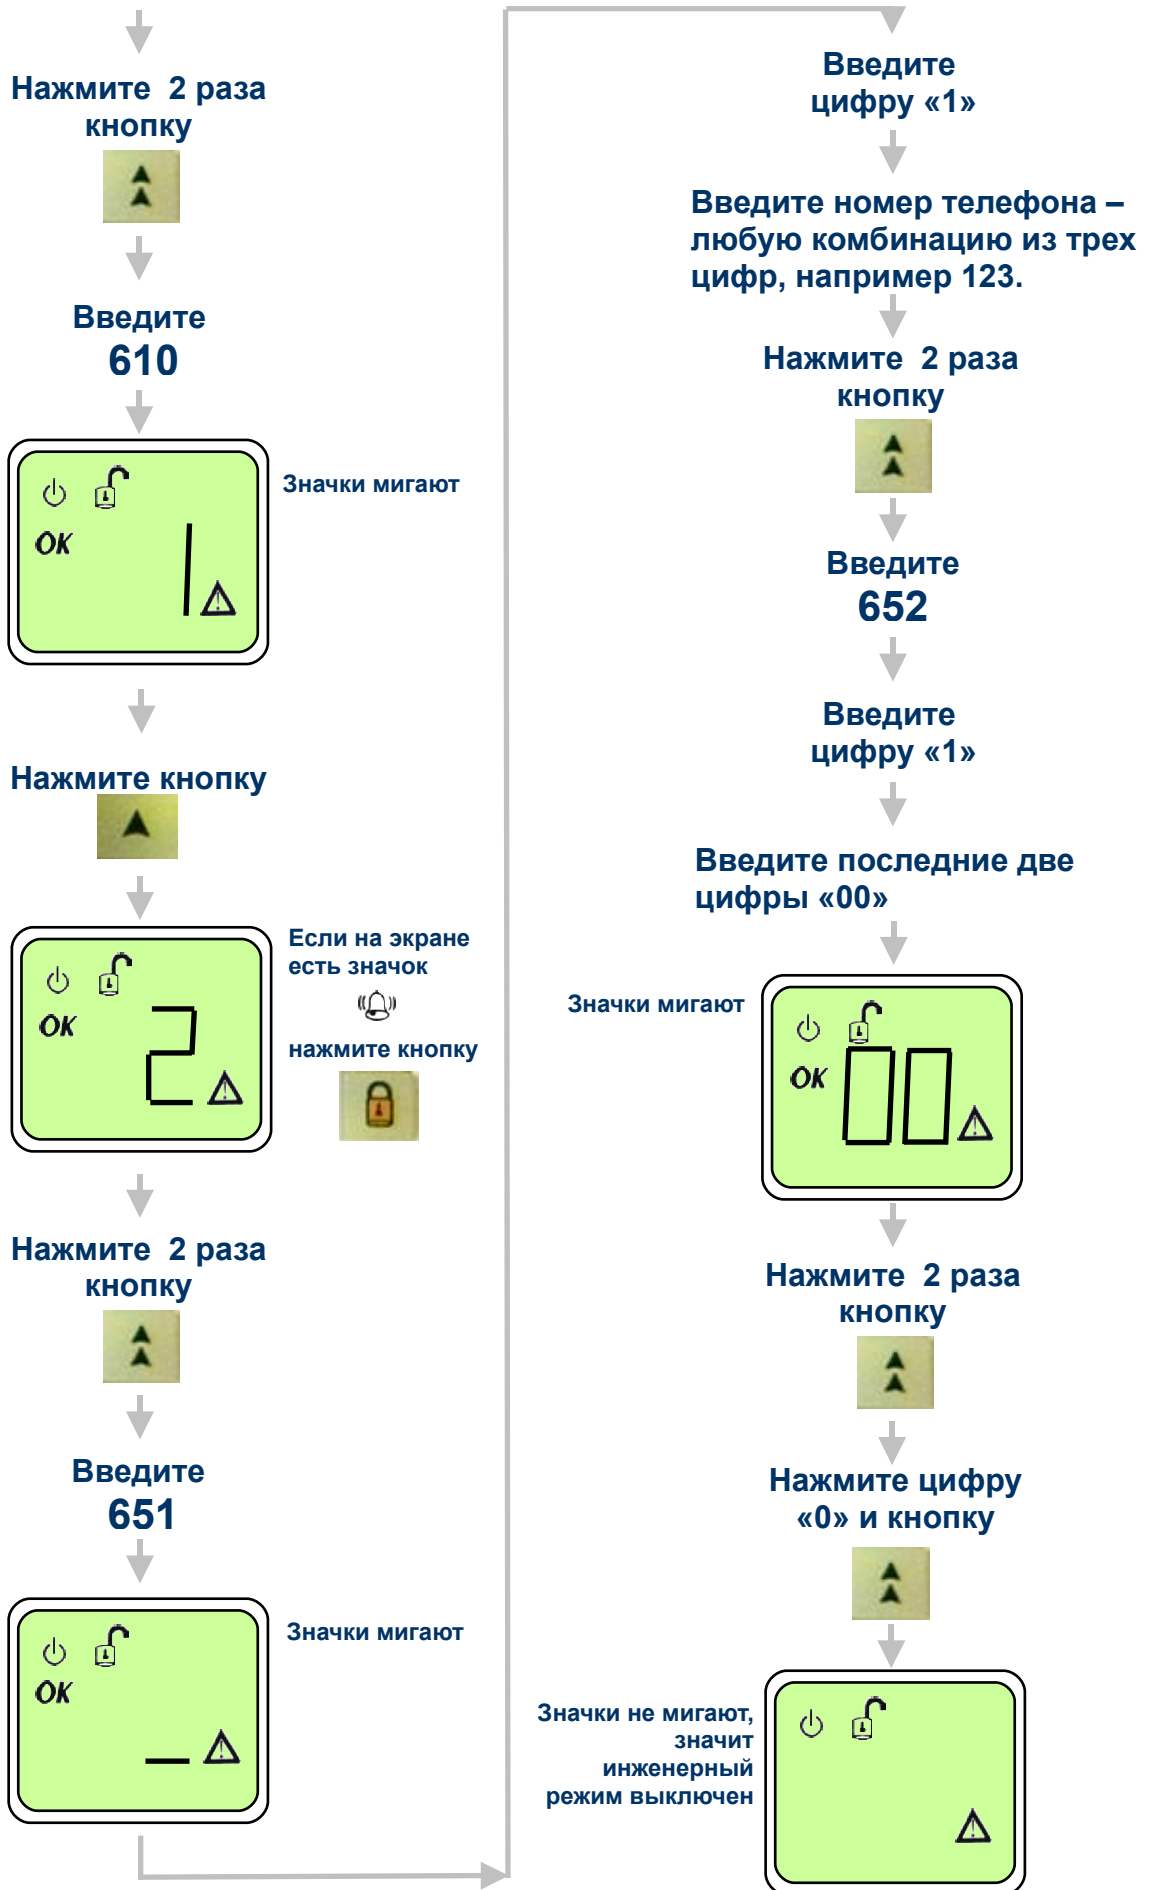 Нажмите 2 раза
кнопку
Введите
610
OK
1
Значки мигают
Нажмите кнопку
OK
2
Если на экране
есть значок
нажмите кнопку
Нажмите 2 раза
кнопку
Введите
651
OK
_
Значки мигают
Введите
цифру «1»
Введите номер телефона –
любую комбинацию из трех
цифр, например 123.
Нажмите 2 раза
кнопку
Введите
652
Введите
цифру «1»
Введите последние две
цифры «00»
Значки мигают
OK
00
Нажмите 2 раза
кнопку
Нажмите цифру
«0» и кнопку
Значки не мигают,
значит
инженерный
режим выключен